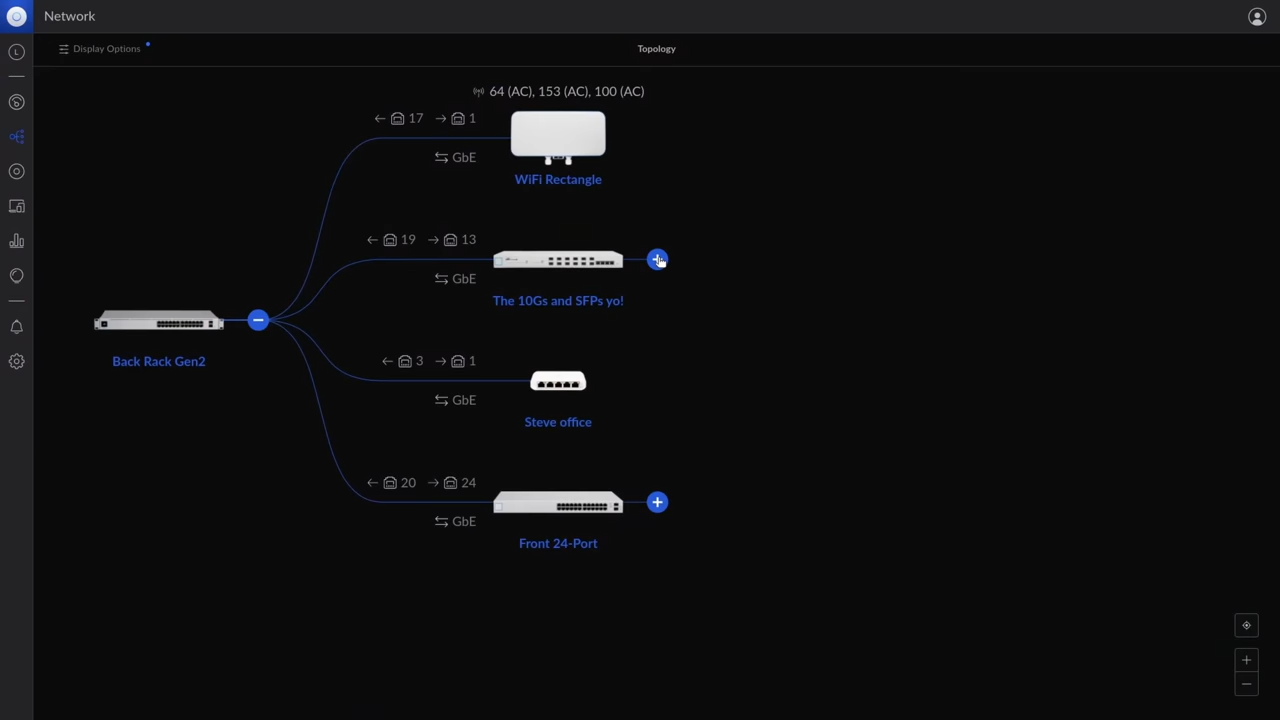 Network
Display Options
Topology
64 (AC), 153 (AC), 100 (AC)
17 1
GbE
WiFi Rectangle
19 13
GbE
The 10Gs and SFPs yo!
Back Rack Gen2
3 1
GbE
Steve office
20 24
GbE
Front 24-Port